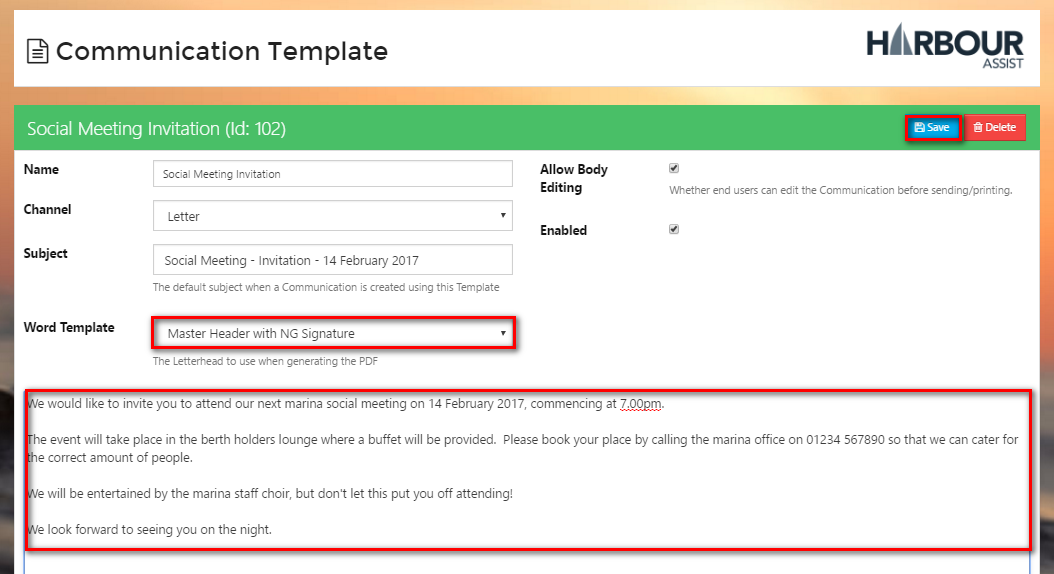 Communication Template
HARBOUR
ASSIST
Social Meeting Invitation (Id: 102)
Save
Delete
Name
Social Meeting Invitation
Channel
Letter
Subject
Social Meeting - Invitation - 14 February 2017
The default subject when a Communication is created using this Template
Word Template
Master Header with NG Signature
The Letterhead to use when generating the PDF
Allow Body
Editing
Whether end users can edit the Communication before sending/printing.
Enabled
We would like to invite you to attend our next marina social meeting on 14 February 2017, commencing at 7.00pm.
The event will take place in the berth holders lounge where a buffet will be provided.  Please book your place by calling the marina office on 01234 567890 so that we can cater for
the correct amount of people.
We will be entertained by the marina staff choir, but don't let this put you off attending!
We look forward to seeing you on the night.